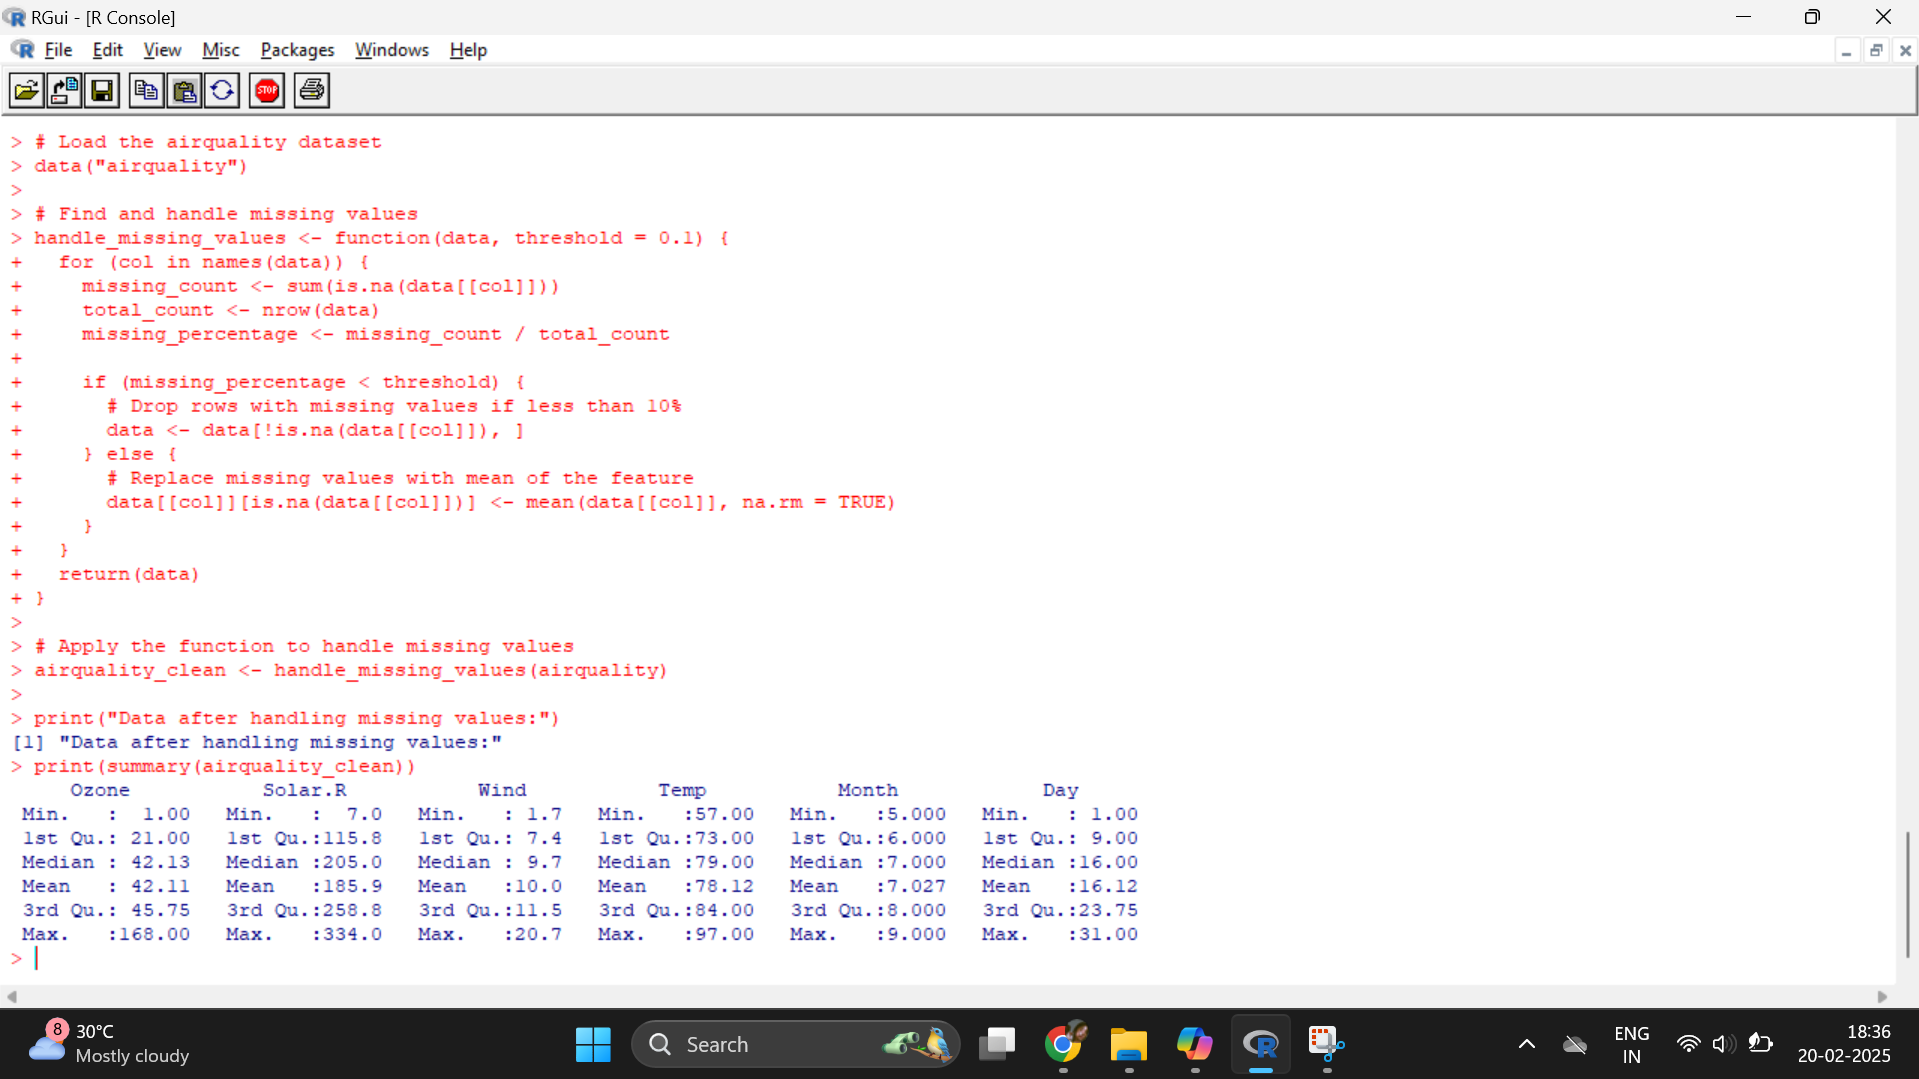 RGui - [R Console]
File Edit View Misc Packages Windows Help
STOP
> # Load the airquality dataset
> data("airquality")
>
> # Find and handle missing values
> handle_missing_values <- function(data, threshold = 0.1) {
+   for (col in names(data)) {
+     missing_count <- sum(is.na(data[[col]]))
+     total_count <- nrow(data)
+     missing_percentage <- missing_count / total_count
+
+     if (missing_percentage < threshold) {
+       # Drop rows with missing values if less than 10%
+       data <- data[!is.na(data[[col]]), ]
+     } else {
+       # Replace missing values with mean of the feature
+       data[[col]][is.na(data[[col]])] <- mean(data[[col]], na.rm = TRUE)
+     }
+   }
+   return(data)
+ }
>
> # Apply the function to handle missing values
> airquality_clean <- handle_missing_values(airquality)
>
> print("Data after handling missing values:")
[1] "Data after handling missing values:"
> print(summary(airquality_clean))
     Ozone           Solar.R           Wind           Temp           Month            Day
 Min.   :  1.00   Min.   :  7.0   Min.   : 1.7   Min.   :57.00   Min.   :5.000   Min.   : 1.00
 1st Qu.: 21.00   1st Qu.:115.8   1st Qu.: 7.4   1st Qu.:73.00   1st Qu.:6.000   1st Qu.: 9.00
 Median : 42.13   Median :205.0   Median : 9.7   Median :79.00   Median :7.000   Median :16.00
 Mean   : 42.11   Mean   :185.9   Mean   :10.0   Mean   :78.12   Mean   :7.027   Mean   :16.12
 3rd Qu.: 45.75   3rd Qu.:258.8   3rd Qu.:11.5   3rd Qu.:84.00   3rd Qu.:8.000   3rd Qu.:23.75
 Max.   :168.00   Max.   :334.0   Max.   :20.7   Max.   :97.00   Max.   :9.000   Max.   :31.00
>
8
30°C
Mostly cloudy
Search
ENG
IN
18:36
20-02-2025